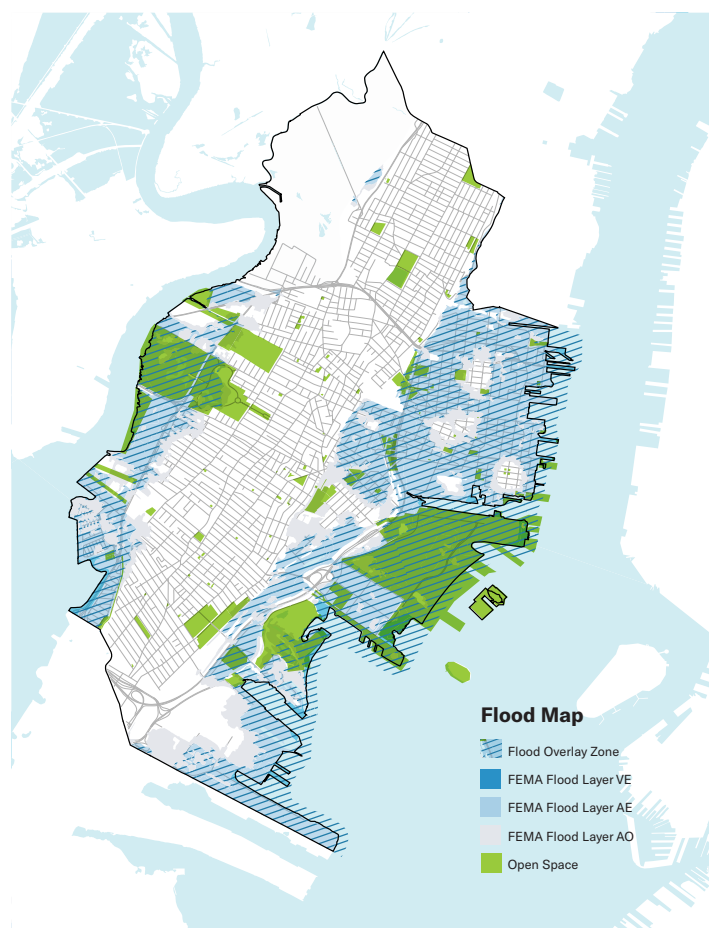 Flood Map
Flood Overlay Zone
FEMA Flood Layer VE
FEMA Flood Layer AE
FEMA Flood Layer AO
Open Space